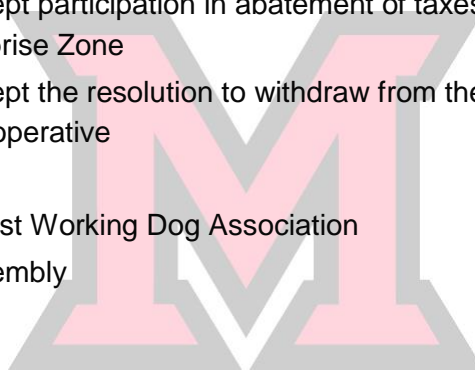 ept participation in abatement of taxes
rise Zone
ept the resolution to withdraw from the
operative
st Working Dog Association
embly